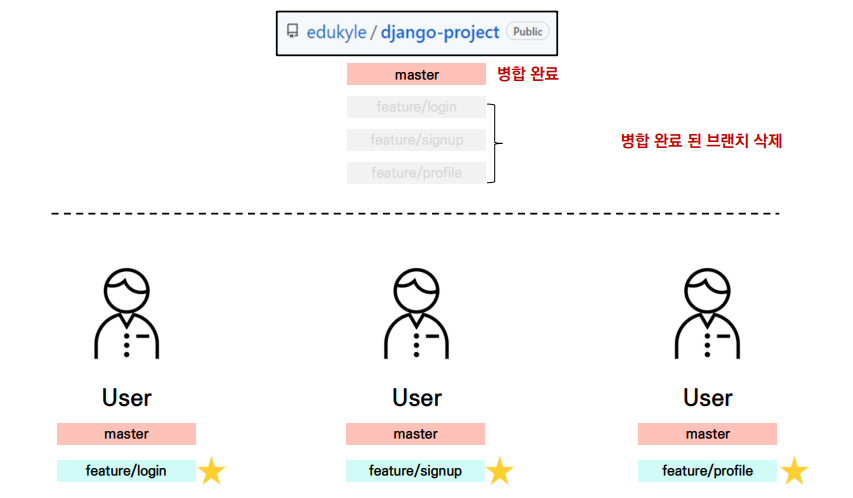 edukyle / django-project Public
master 병합 완료
feature/login
feature/signup
병합 완료 된 브랜치 삭제
feature/profile
User User User
master master master
feature/login feature/signup feature/profile